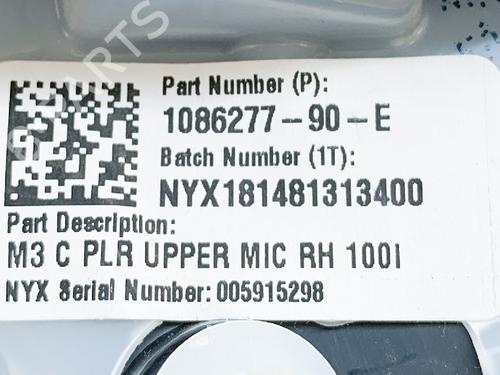 Part Number (P):
1086277-90-E
Batch Number (1T):
NYX181481313400
Part Description:
M3 C PLR UPPER MIC RH 100I
NYX Serial Number: 005915298